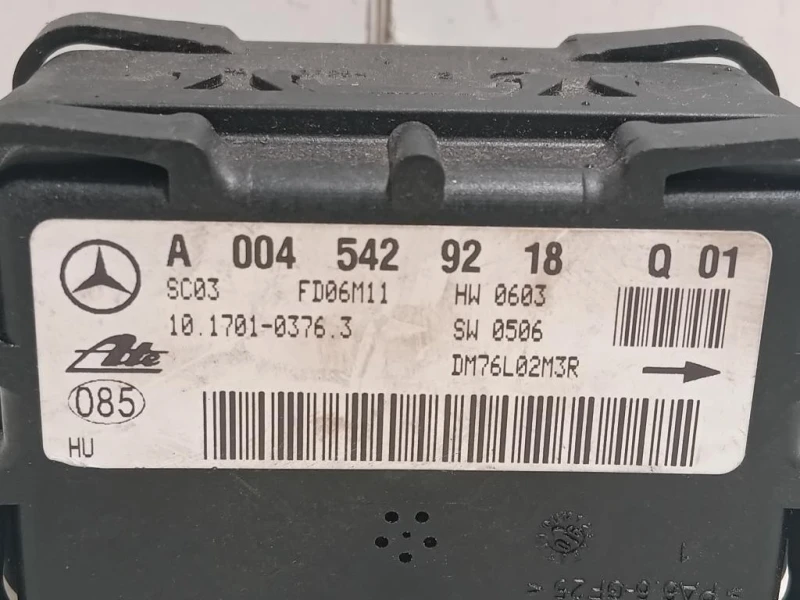 A 004 542 92 18 Q 01
SC03 FD06M11 HW 0603
10.1701-0376.3 SW 0506
Ate DM76L02M3R
085
HU
1